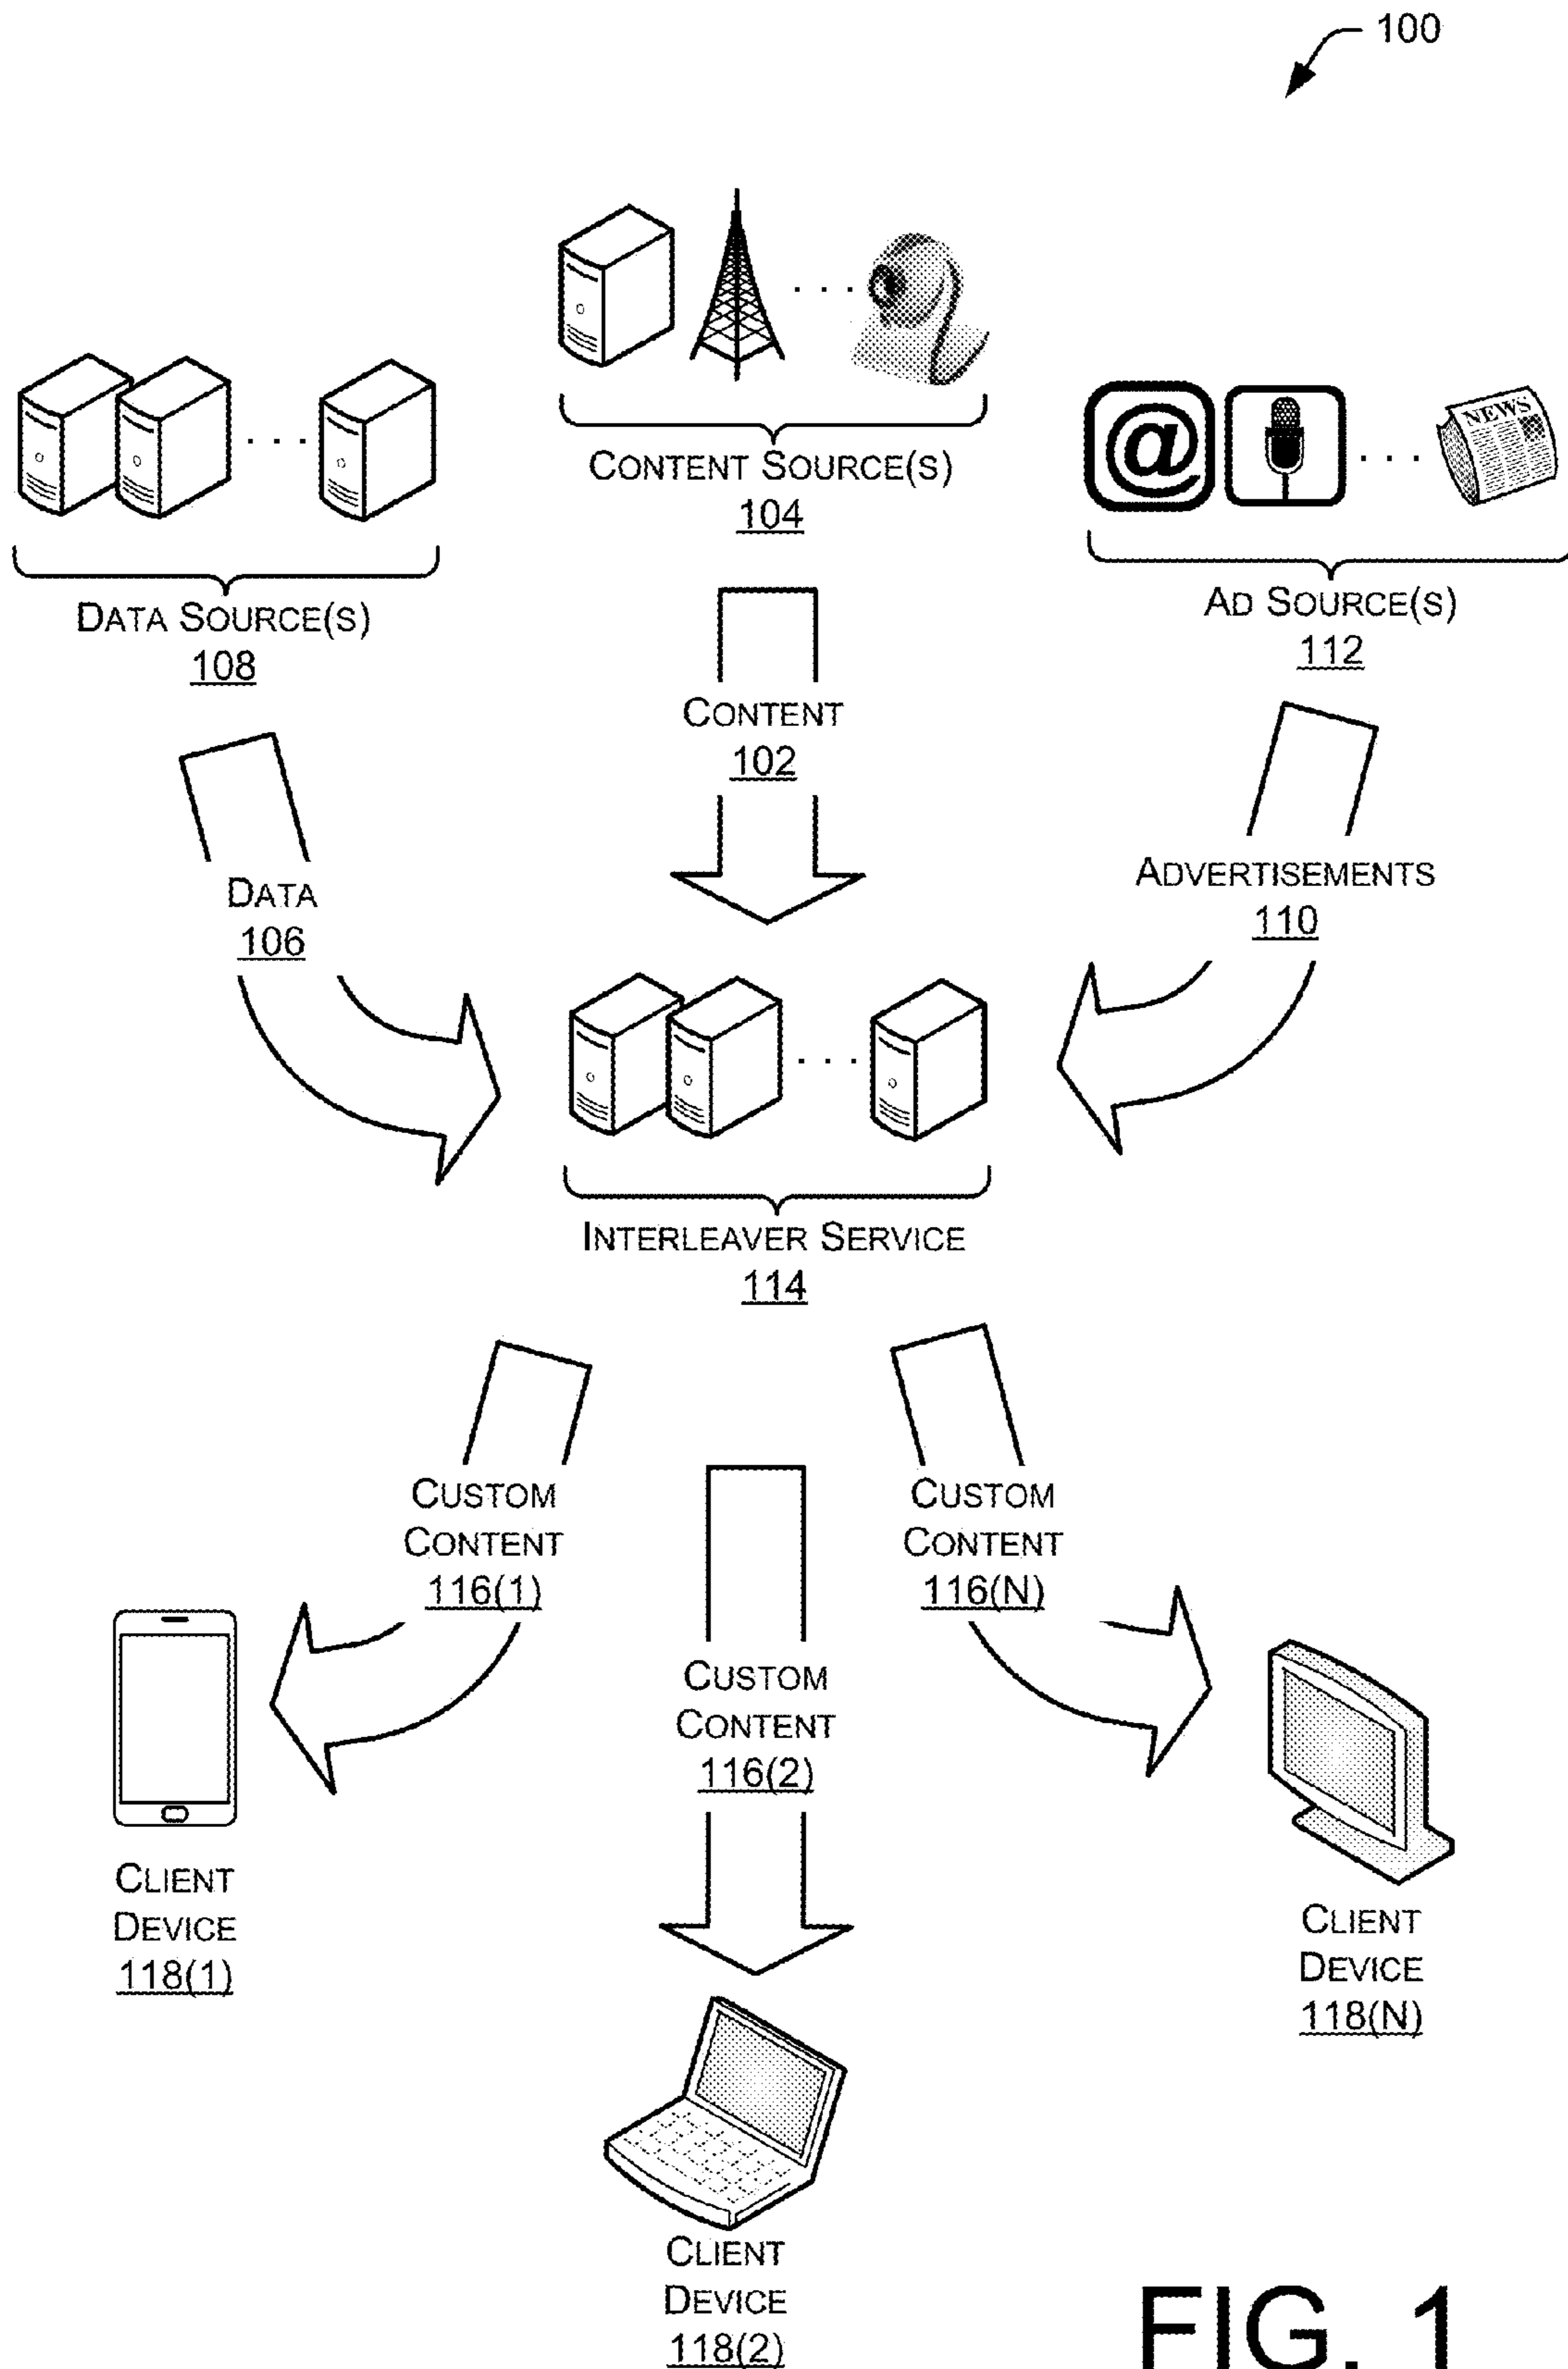 100
CONTENT SOURCE(S)
104
NEWS
DATA SOURCE(S)
108
AD SOURCE(S)
112
CONTENT
102
DATA
106
ADVERTISEMENTS
110
INTERLEAVER SERVICE
114
CUSTOM
CONTENT
116(1)
CUSTOM
CONTENT
116(2)
CUSTOM
CONTENT
116(N)
CLIENT
DEVICE
118(1)
CLIENT
DEVICE
118(N)
CLIENT
DEVICE
118(2)
@
FIG. 1